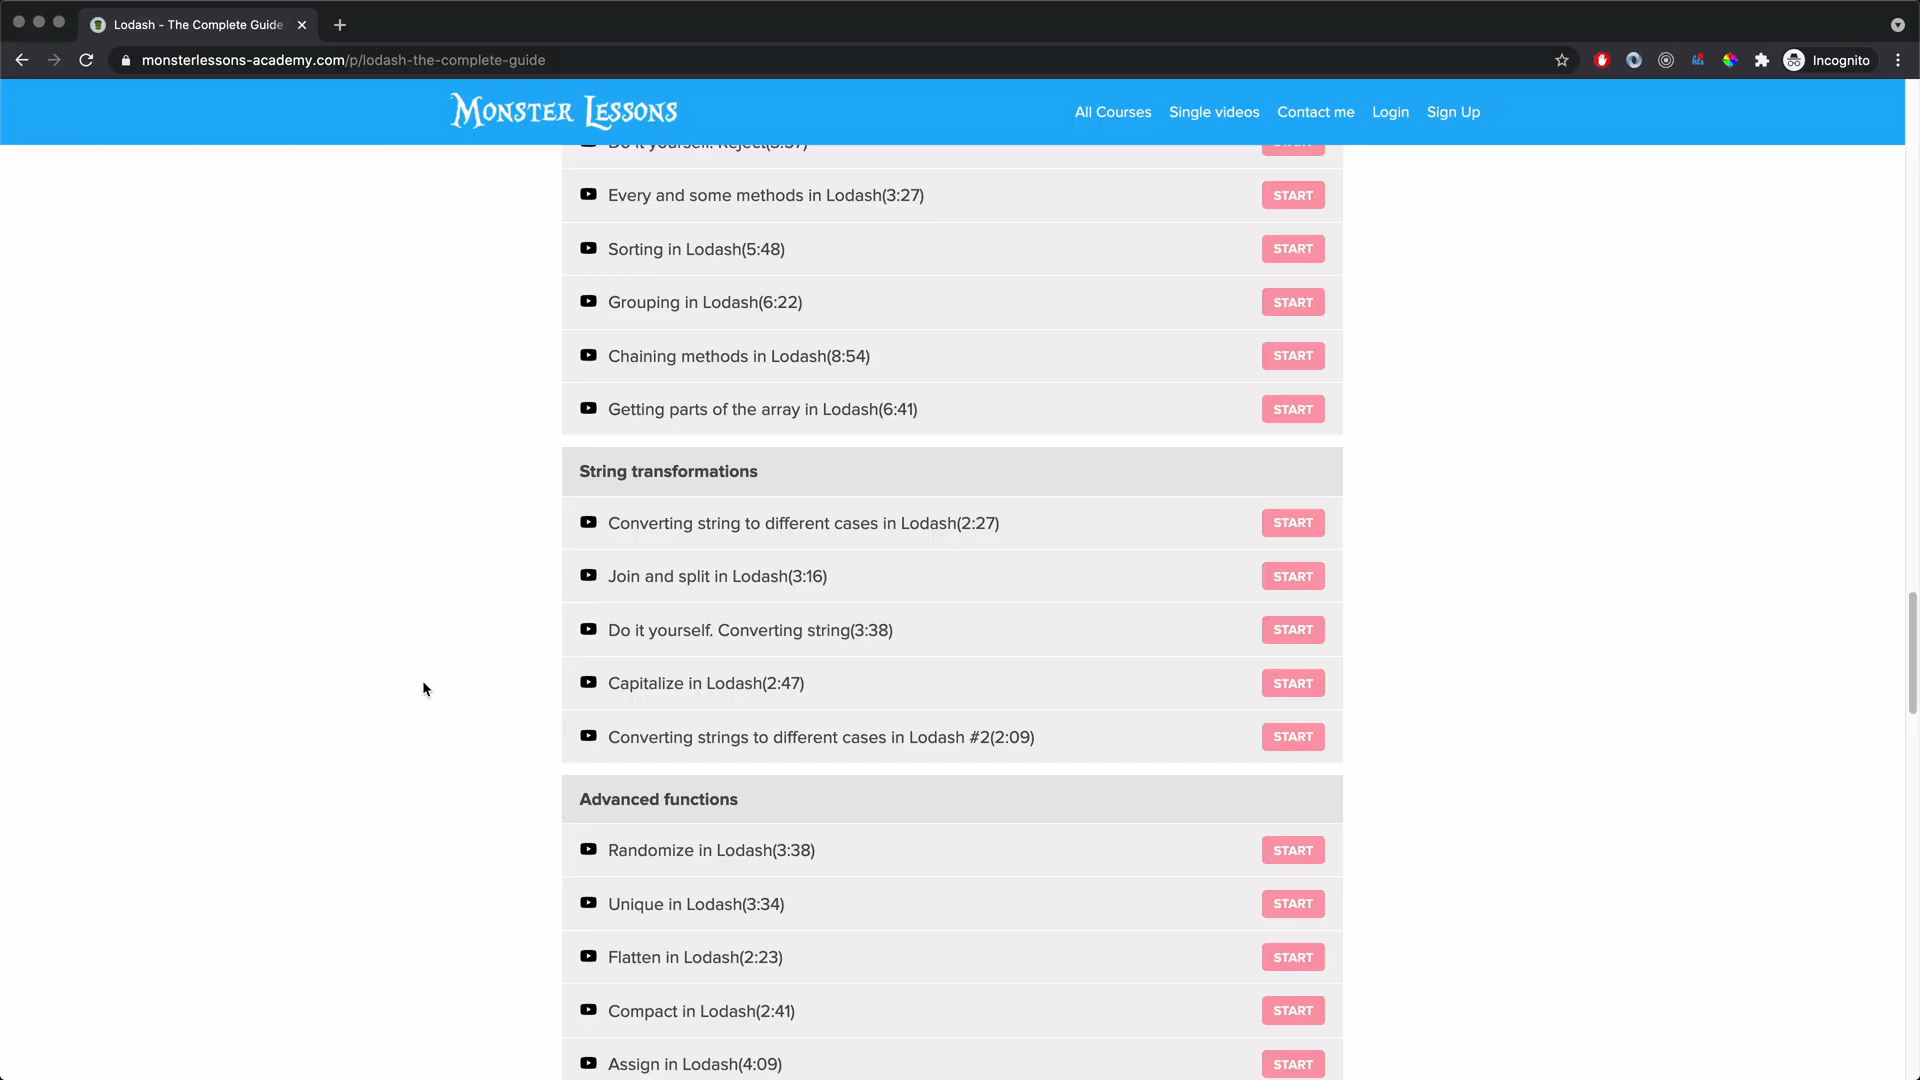 Lodash - The Complete Guide
monsterlessons-academy.com/p/lodash-the-complete-guide
Incognito
Monster Lessons
All Courses
Single videos
Contact me
Login
Sign Up
Do it yourself. Reject(3:37)
START
Every and some methods in Lodash(3:27)
START
Sorting in Lodash(5:48)
START
Grouping in Lodash(6:22)
START
Chaining methods in Lodash(8:54)
START
Getting parts of the array in Lodash(6:41)
START
String transformations
Converting string to different cases in Lodash(2:27)
START
Join and split in Lodash(3:16)
START
Do it yourself. Converting string(3:38)
START
Capitalize in Lodash(2:47)
START
Converting strings to different cases in Lodash #2(2:09)
START
Advanced functions
Randomize in Lodash(3:38)
START
Unique in Lodash(3:34)
START
Flatten in Lodash(2:23)
START
Compact in Lodash(2:41)
START
Assign in Lodash(4:09)
START